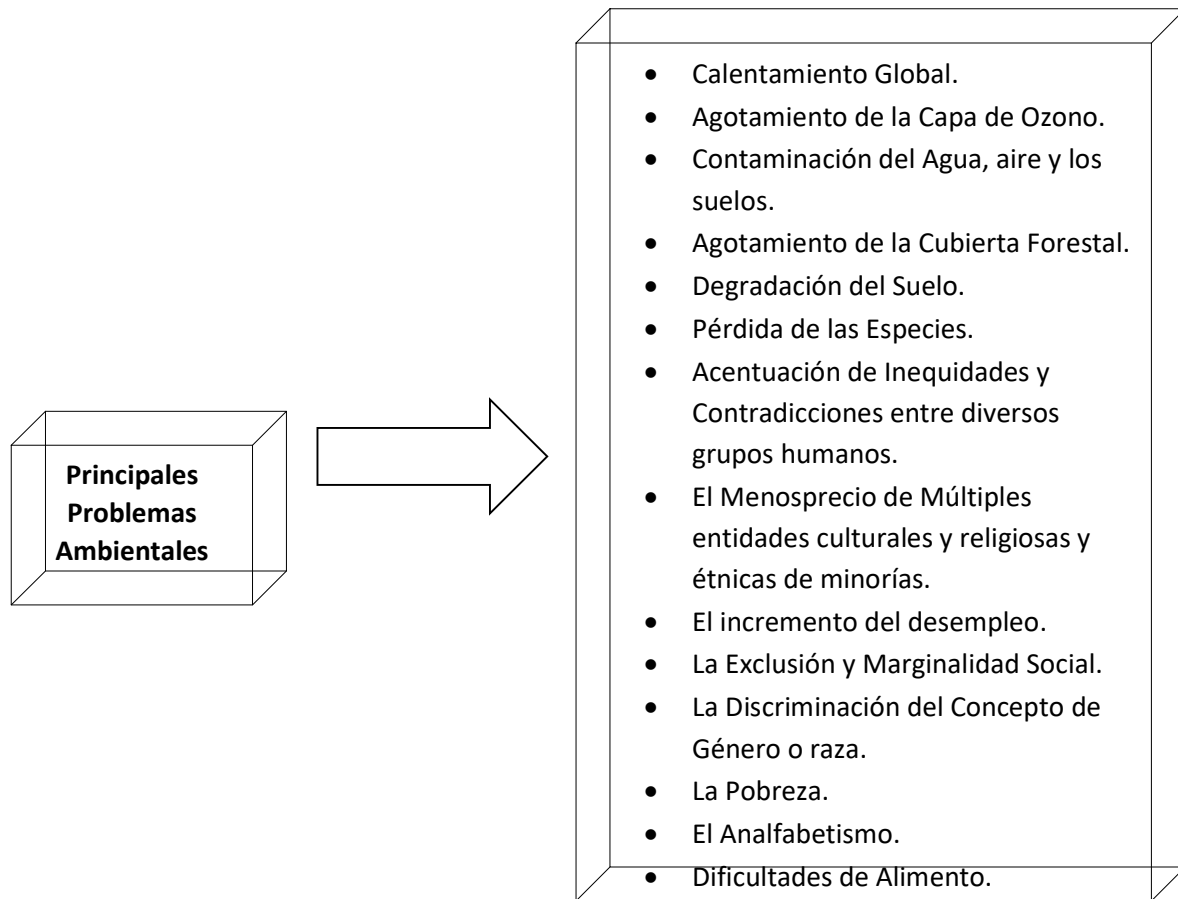 Principales
Problemas
Ambientales
• Calentamiento Global.
• Agotamiento de la Capa de Ozono.
• Contaminación del Agua, aire y los
suelos.
• Agotamiento de la Cubierta Forestal.
• Degradación del Suelo.
• Pérdida de las Especies.
• Acentuación de Inequidades y
Contradicciones entre diversos
grupos humanos.
• El Menosprecio de Múltiples
entidades culturales y religiosas y
étnicas de minorías.
• El incremento del desempleo.
• La Exclusión y Marginalidad Social.
• La Discriminación del Concepto de
Género o raza.
• La Pobreza.
• El Analfabetismo.
• Dificultades de Alimento.